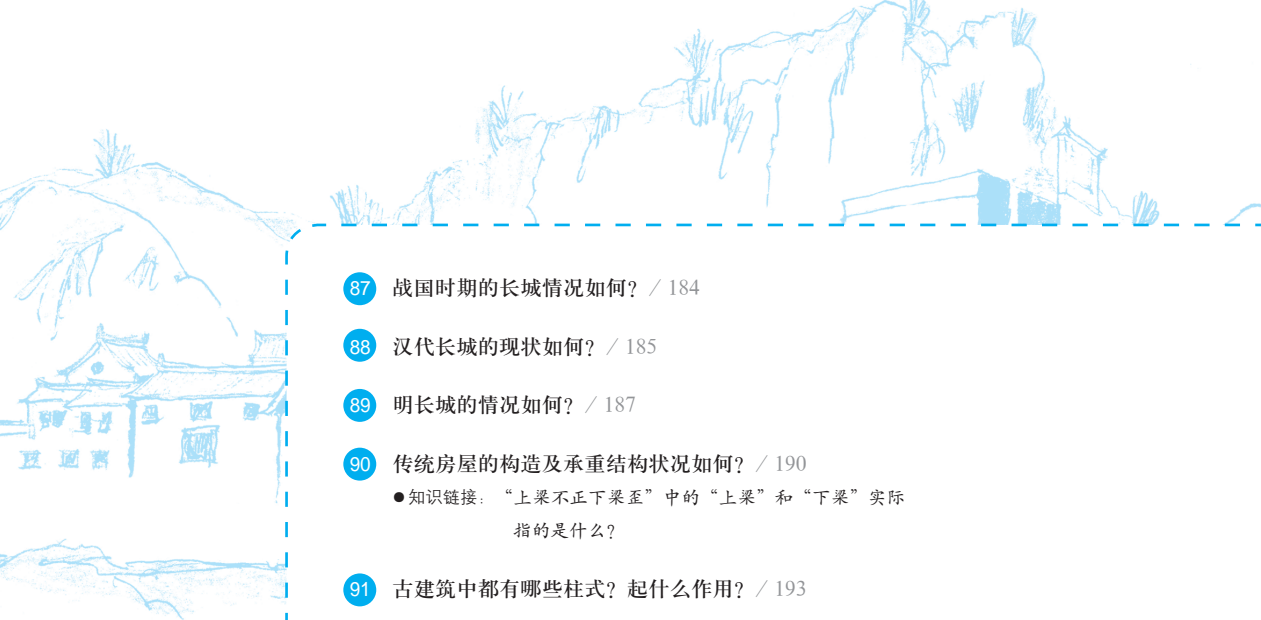 87 战国时期的长城情况如何？/ 184
88 汉代长城的现状如何？/ 185
89 明长城的情况如何？/ 187
90 传统房屋的构造及承重结构状况如何？/ 190
●知识链接：“上梁不正下梁歪”中的“上梁”和“下梁”实际
指的是什么？
91 古建筑中都有哪些柱式？起什么作用？/ 193